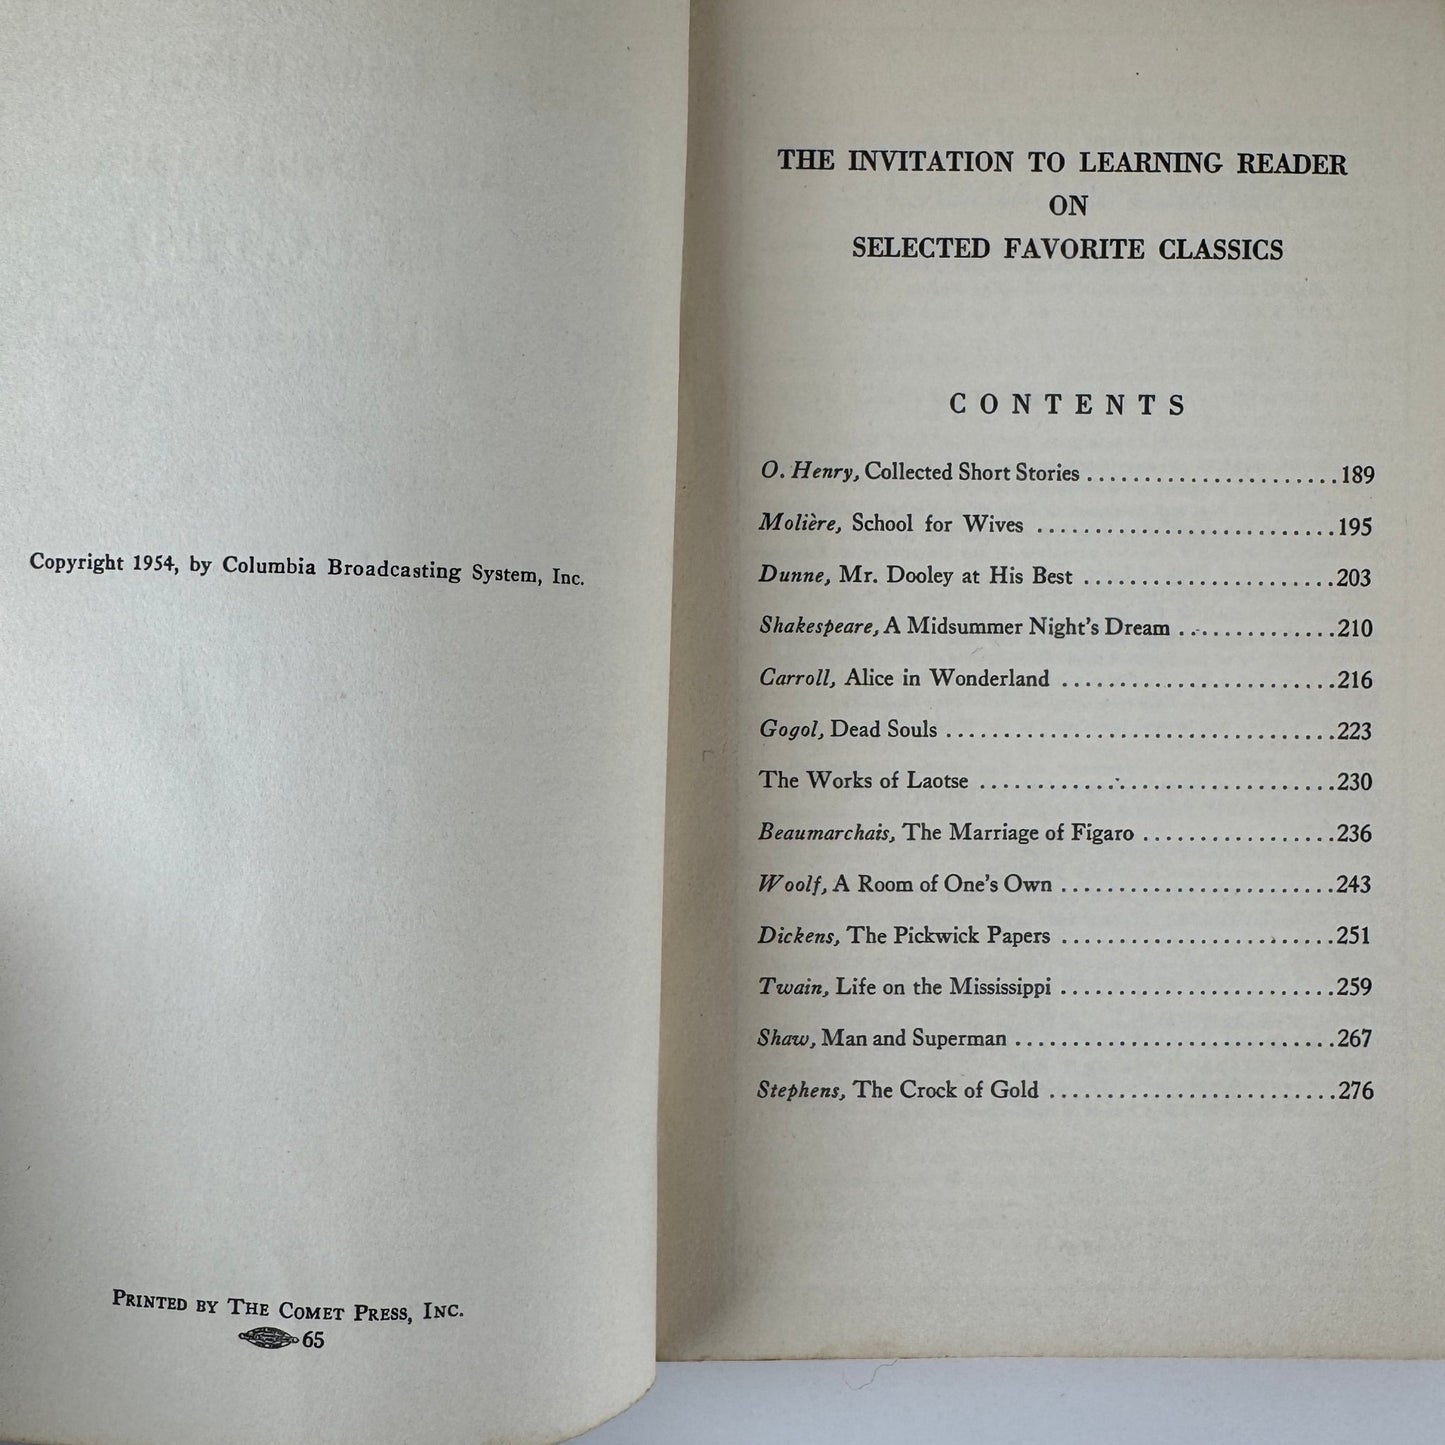 Copyright 1954, by Columbia Broadcasting System, Inc.
PRINTED BY THE COMET PRESS, INC.
65
THE INVITATION TO LEARNING READER
ON
SELECTED FAVORITE CLASSICS
CONTENTS
O. Henry, Collected Short Stories ......................189
Molière, School for Wives ..........................195
Dunne, Mr. Dooley at His Best ......................203
Shakespeare, A Midsummer Night's Dream ..............210
Carroll, Alice in Wonderland ........................216
Gogol, Dead Souls ..................................223
The Works of Laotse ...............................230
Beaumarchais, The Marriage of Figaro .................236
Woolf, A Room of One's Own ........................243
Dickens, The Pickwick Papers ........................251
Twain, Life on the Mississippi ........................259
Shaw, Man and Superman ............................267
Stephens, The Crock of Gold .........................276